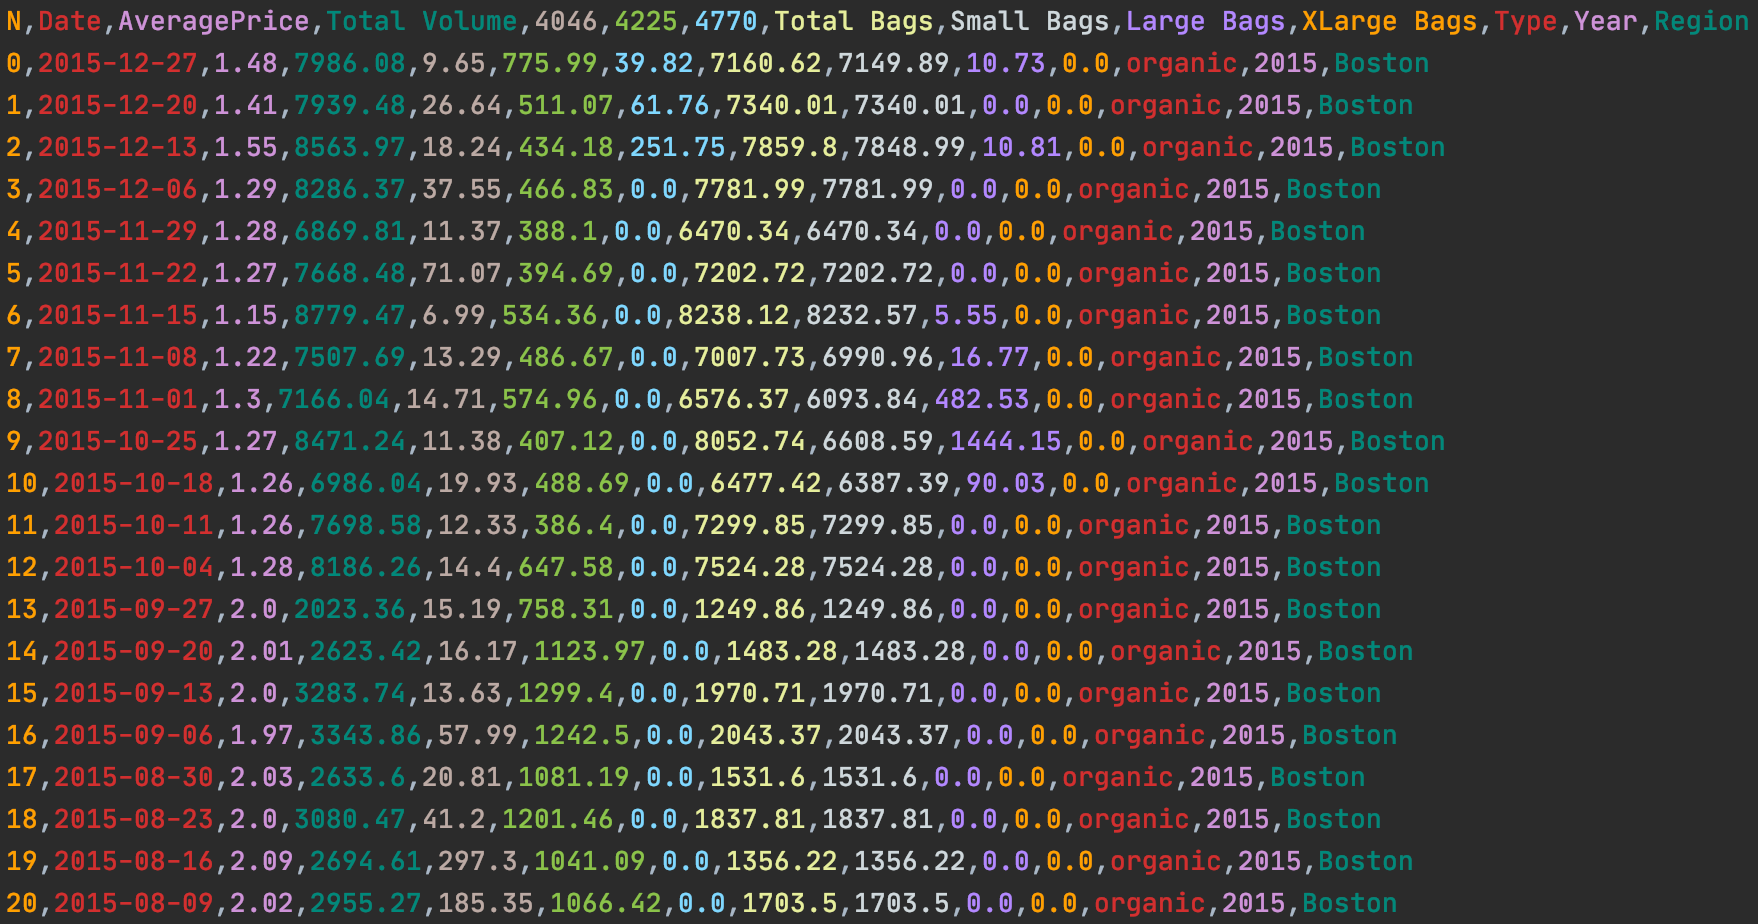 N,Date,AveragePrice,Total Volume,4046,4225,4770,Total Bags,Small Bags,Large Bags,XLarge Bags,Type,Year,Region
0,2015-12-27,1.48,7986.08,9.65,775.99,39.82,7160.62,7149.89,10.73,0.0,organic,2015,Boston
1,2015-12-20,1.41,7939.48,26.64,511.07,61.76,7340.01,7340.01,0.0,0.0,organic,2015,Boston
2,2015-12-13,1.55,8563.97,18.24,434.18,251.75,7859.8,7848.99,10.81,0.0,organic,2015,Boston
3,2015-12-06,1.29,8286.37,37.55,466.83,0.0,7781.99,7781.99,0.0,0.0,organic,2015,Boston
4,2015-11-29,1.28,6869.81,11.37,388.1,0.0,6470.34,6470.34,0.0,0.0,organic,2015,Boston
5,2015-11-22,1.27,7668.48,71.07,394.69,0.0,7202.72,7202.72,0.0,0.0,organic,2015,Boston
6,2015-11-15,1.15,8779.47,6.99,534.36,0.0,8238.12,8232.57,5.55,0.0,organic,2015,Boston
7,2015-11-08,1.22,7507.69,13.29,486.67,0.0,7007.73,6990.96,16.77,0.0,organic,2015,Boston
8,2015-11-01,1.3,7166.04,14.71,574.96,0.0,6576.37,6093.84,482.53,0.0,organic,2015,Boston
9,2015-10-25,1.27,8471.24,11.38,407.12,0.0,8052.74,6608.59,1444.15,0.0,organic,2015,Boston
10,2015-10-18,1.26,6986.04,19.93,488.69,0.0,6477.42,6387.39,90.03,0.0,organic,2015,Boston
11,2015-10-11,1.26,7698.58,12.33,386.4,0.0,7299.85,7299.85,0.0,0.0,organic,2015,Boston
12,2015-10-04,1.28,8186.26,14.4,647.58,0.0,7524.28,7524.28,0.0,0.0,organic,2015,Boston
13,2015-09-27,2.0,2023.36,15.19,758.31,0.0,1249.86,1249.86,0.0,0.0,organic,2015,Boston
14,2015-09-20,2.01,2623.42,16.17,1123.97,0.0,1483.28,1483.28,0.0,0.0,organic,2015,Boston
15,2015-09-13,2.0,3283.74,13.63,1299.4,0.0,1970.71,1970.71,0.0,0.0,organic,2015,Boston
16,2015-09-06,1.97,3343.86,57.99,1242.5,0.0,2043.37,2043.37,0.0,0.0,organic,2015,Boston
17,2015-08-30,2.03,2633.6,20.81,1081.19,0.0,1531.6,1531.6,0.0,0.0,organic,2015,Boston
18,2015-08-23,2.0,3080.47,41.2,1201.46,0.0,1837.81,1837.81,0.0,0.0,organic,2015,Boston
19,2015-08-16,2.09,2694.61,297.3,1041.09,0.0,1356.22,1356.22,0.0,0.0,organic,2015,Boston
20,2015-08-09,2.02,2955.27,185.35,1066.42,0.0,1703.5,1703.5,0.0,0.0,organic,2015,Boston